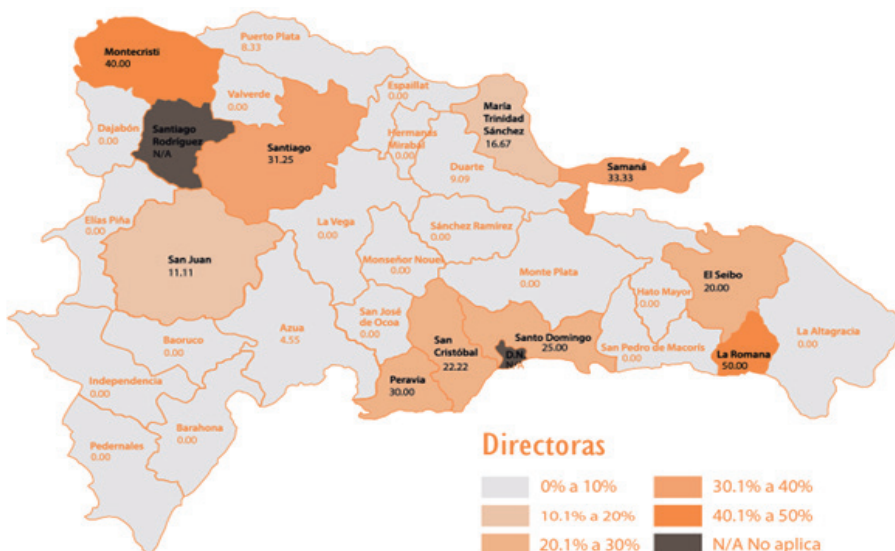 Puerto Plata
8.33
Montecristi
40.00
Valverde
0.00
Espaillat
0.00
María
Trinidad
Sánchez
16.67
Dajabón
0.00
Santiago
Rodríguez
N/A
Santiago
31.25
Hermanas
Mirabal
0.00
Duarte
9.09
Samaná
33.33
Elías Piña
0.00
La Vega
0.00
Sánchez Ramírez
0.00
San Juan
11.11
Monseñor Nouel
0.00
Monte Plata
0.00
El Seibo
20.00
Hato Mayor
0.00
San José
de Ocoa
0.00
Azua
4.55
Baoruco
0.00
San
Cristóbal
22.22
Santo Domingo
25.00
D.N.
San Pedro de Macorís
0.00
La Romana
50.00
La Altagracia
0.00
Independencia
0.00
Peravia
30.00
Barahona
0.00
Pedernales
0.00
Directoras
0% a 10%
10.1% a 20%
20.1% a 30%
30.1% a 40%
40.1% a 50%
N/A No aplica